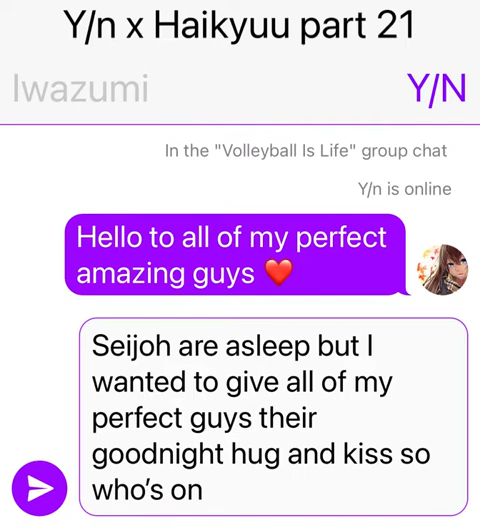 Y/n x Haikyuu part 21
Iwazumi
Y/N
In the "Volleyball Is Life" group chat
Y/n is online
Hello to all of my perfect
amazing guys ❤️
Seijoh are asleep but I
wanted to give all of my
perfect guys their
goodnight hug and kiss so
who's on